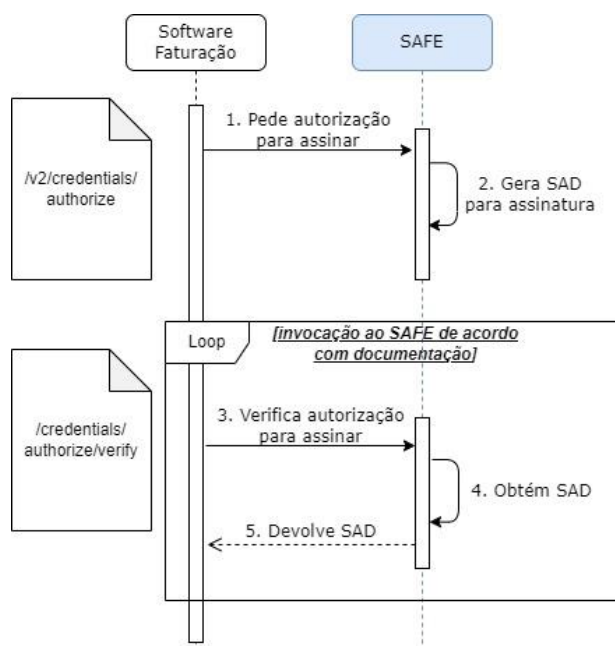 Software
Faturação
SAFE
/v2/credentials/
authorize
1. Pede autorização
para assinar
2. Gera SAD
para assinatura
Loop
[invocação ao SAFE de acordo
com documentação]
/credentials/
authorize/verify
3. Verifica autorização
para assinar
4. Obtém SAD
5. Devolve SAD